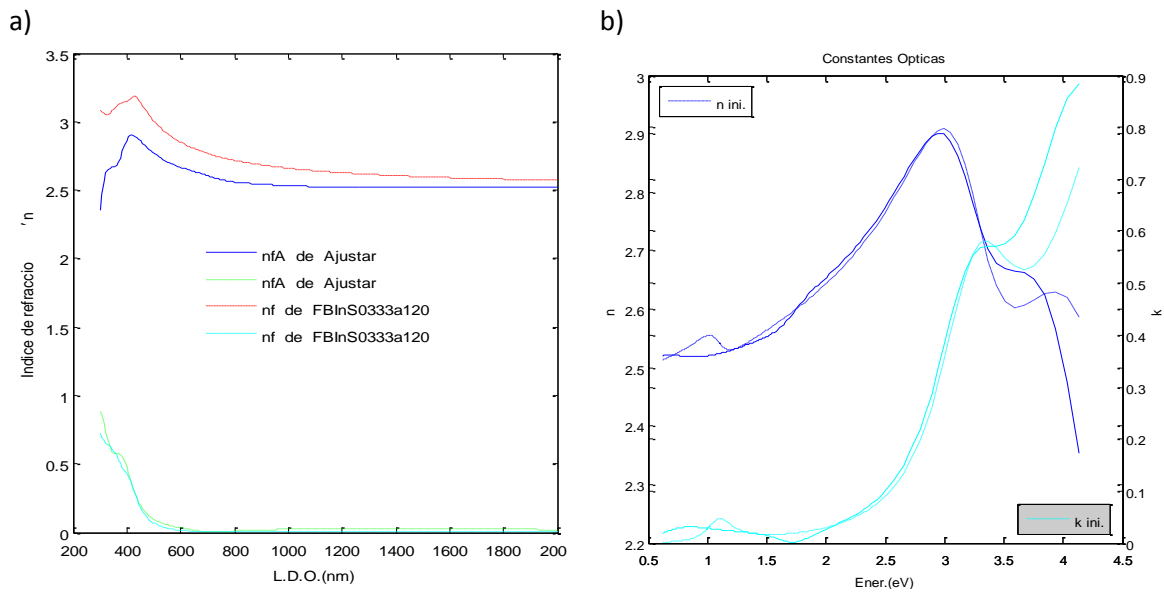 a)
3.5
3
2.5
2
1.5
1
0.5
0
200 400 600 800 1000 1200 1400 1600 1800 200
L.D.O.(nm)
Indice de refraccio ´n
nfA de Ajustar
nfA de Ajustar
nf de FBInS0333a120
nf de FBInS0333a120
b)
Constantes Opticas
3
2.9
2.8
2.7
2.6
2.5
2.4
2.3
2.2
n
n ini.
0.9
0.8
0.7
0.6
0.5
0.4
0.3
0.2
0.1
0
k
k ini.
0.5 1 1.5 2 2.5 3 3.5 4 4.5
Ener.(eV)